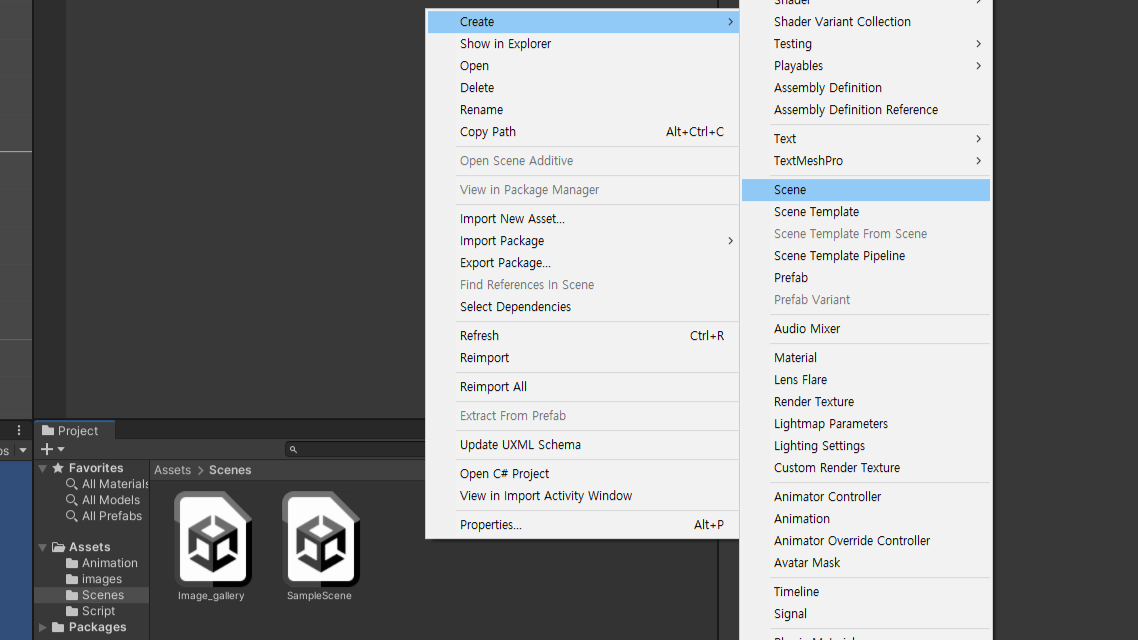 Create
Show in Explorer
Open
Delete
Rename
Copy Path Alt+Ctrl+C
Open Scene Additive
View in Package Manager
Import New Asset...
Import Package
Export Package...
Find References In Scene
Select Dependencies
Refresh Ctrl+R
Reimport
Reimport All
Extract From Prefab
Update UXML Schema
Open C# Project
View in Import Activity Window
Properties... Alt+P
Shader
Shader Variant Collection
Testing
Playables
Assembly Definition
Assembly Definition Reference
Text
TextMeshPro
Scene
Scene Template
Scene Template From Scene
Scene Template Pipeline
Prefab
Prefab Variant
Audio Mixer
Material
Lens Flare
Render Texture
Lightmap Parameters
Lighting Settings
Custom Render Texture
Animator Controller
Animation
Animator Override Controller
Avatar Mask
Timeline
Signal
Project
Favorites
All Materials
All Models
All Prefabs
Assets
Animation
images
Scenes
Script
Packages
Assets > Scenes
Image_gallery
SampleScene